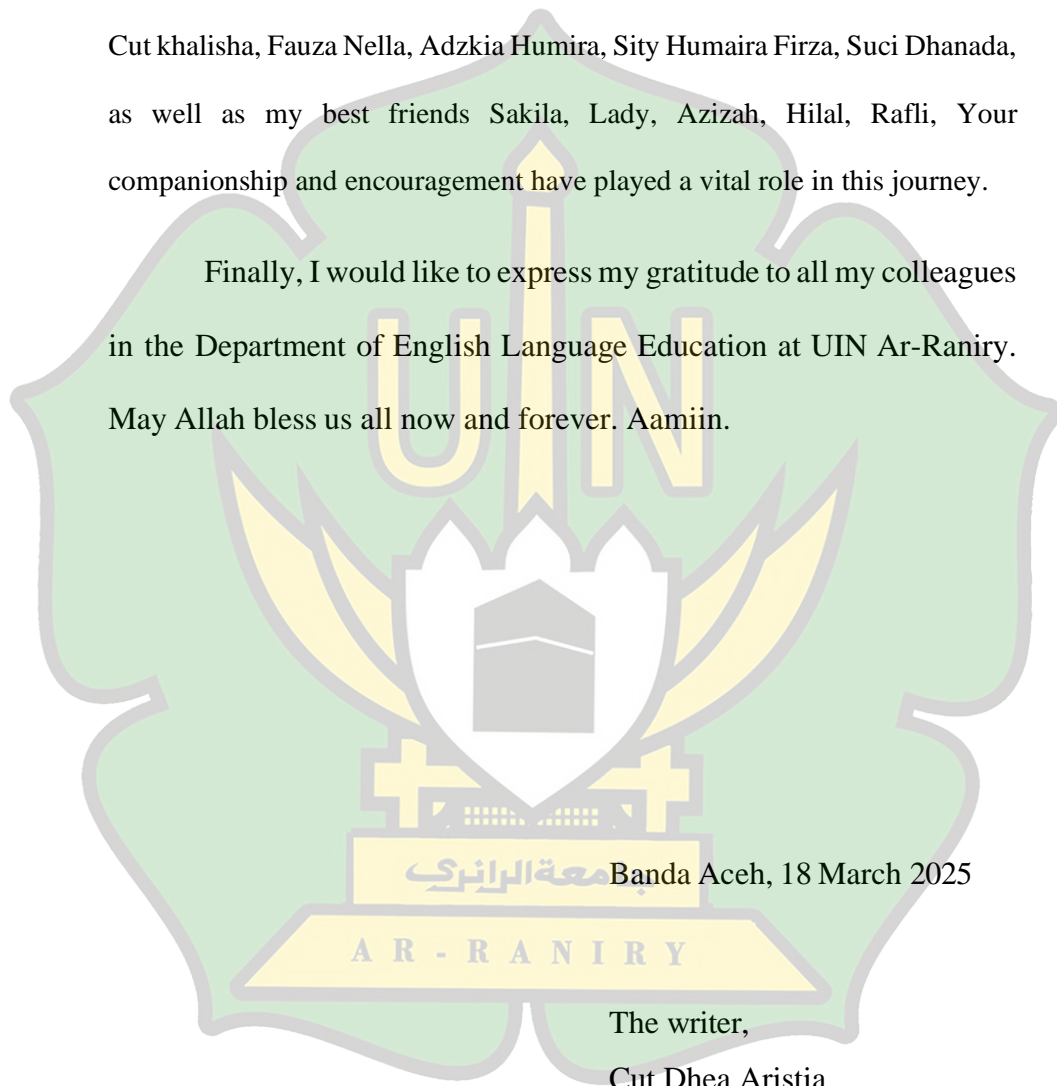 Cut khalisha, Fauza Nella, Adzkia Humira, Sity Humaira Firza, Suci Dhanada,
as well as my best friends Sakila, Lady, Azizah, Hilal, Rafli, Your
companionship and encouragement have played a vital role in this journey.
Finally, I would like to express my gratitude to all my colleagues
in the Department of English Language Education at UIN Ar-Raniry.
May Allah bless us all now and forever. Aamiin.
UIN
جامعة الرانري
Banda Aceh, 18 March 2025
AR-RANIRY
The writer,
Cut Dhea Aristia